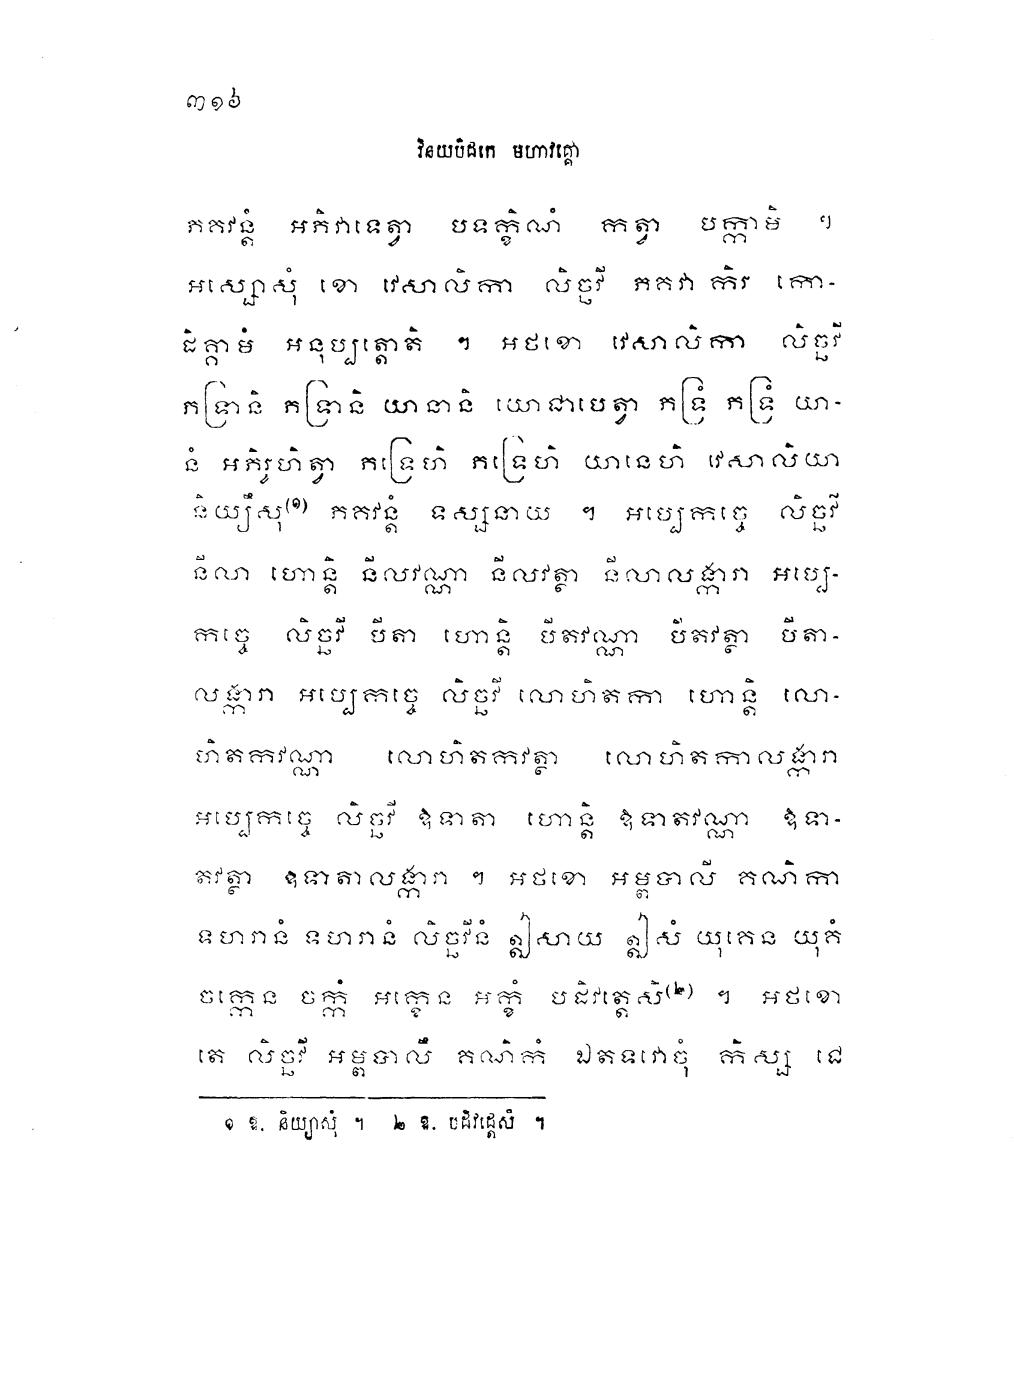 ៣១៦
វិនយបិដកេ មហាវគ្គោ
ភគវន្តំ អភិវាទេត្វា បទក្ខិណំ កត្វា បក្កាមិ ។
អស្សោសុំ ខោ វេសាលិកា លិច្ឆវី ភគវា កិរ កោ-
ដិគ្គាមំ អនុប្បត្តោតិ ។ អថខោ វេសាលិកា លិច្ឆវី
ភទ្រានិ ភទ្រានិ យានានិ យោជាបេត្វា ភទ្រំ ភទ្រំ យា-
នំ អភិរូហិត្វា ភទ្រេហិ ភទ្រេហិ យានេហិ វេសាលិយា
និយ្យឹសុ(១) ភគវន្តំ ទស្សនាយ ។ អប្បេកច្ចេ លិច្ឆវី
នីលា ហោន្តិ នីលវណ្ណា នីលវត្ថា នីលាលង្ការា អប្បេ-
កច្ចេ លិច្ឆវី បីតា ហោន្តិ បីតវណ្ណា បីតវត្ថា បីតា-
លង្ការា អប្បេកច្ចេ លិច្ឆវី លោហិតកា ហោន្តិ លោ-
ហិតកវណ្ណា លោហិតកវត្ថា លោហិតកាលង្ការា
អប្បេកច្ចេ លិច្ឆវី ឱទាតា ហោន្តិ ឱទាតវណ្ណា ឱទា-
តវត្ថា ឱទាតាលង្ការា ។ អថខោ អម្ពបាលី គណិកា
ទហរានំ ទហរានំ លិច្ឆវីនំ ឦសាយ ឦសំ យុគេន យុគំ
ចក្កេន ចក្កំ អក្ខេន អក្ខំ បដិវត្តេសិ(២) ។ អថខោ
តេ លិច្ឆវី អម្ពបាលឹ គណិកំ ឯតទវោចុំ កិស្ស ជេ
១ ឱ. និយ្យាសុំ ។ ២ ឱ. បដិវដ្តេសំ ។